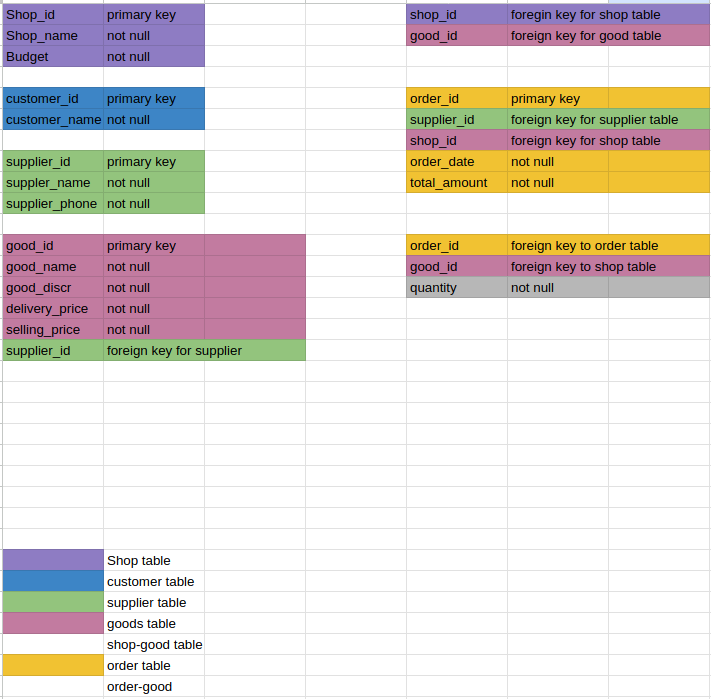 Shop_id primary key
Shop_name not null
Budget not null
customer_id primary key
customer_name not null
supplier_id primary key
suppler_name not null
supplier_phone not null
good_id primary key
good_name not null
good_discr not null
delivery_price not null
selling_price not null
supplier_id foreign key for supplier
shop_id foregin key for shop table
good_id foreign key for good table
order_id primary key
supplier_id foreign key for supplier table
shop_id foreign key for shop table
order_date not null
total_amount not null
order_id foreign key to order table
good_id foreign key to shop table
quantity not null
Shop table
customer table
supplier table
goods table
shop-good table
order table
order-good